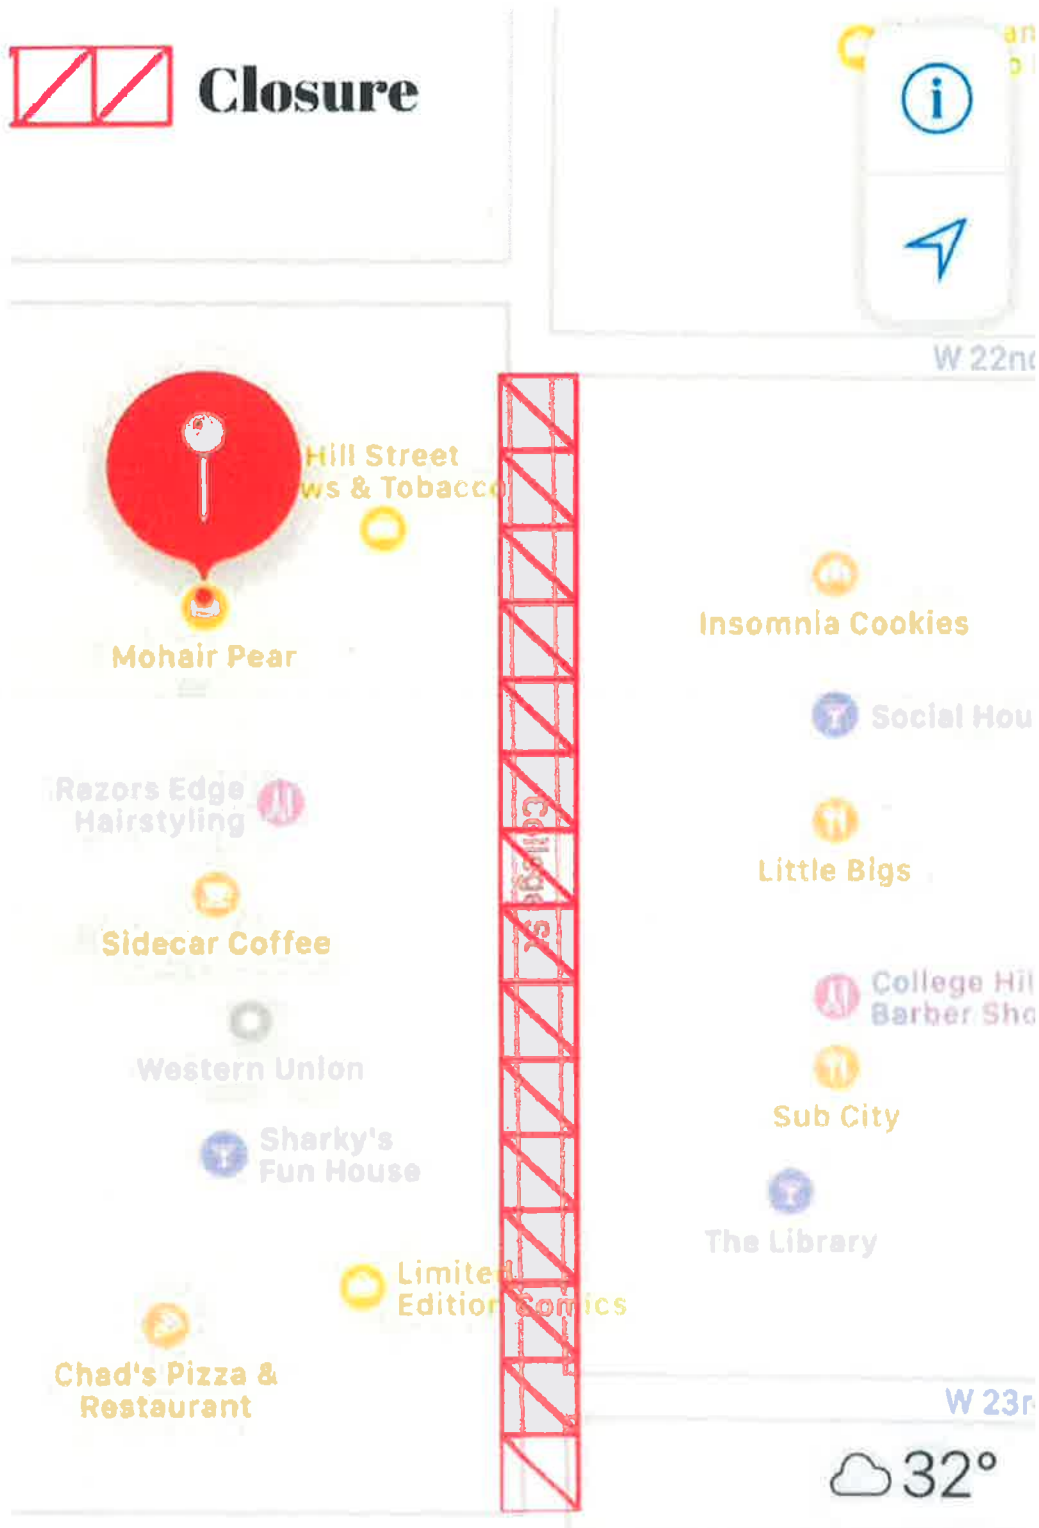 Closure
W 22nd
Hill Street
ws & Tobacco
Insomnia Cookies
Mohair Pear
Social Hou
Razors Edge
Hairstyling
Little Bigs
College St
Sidecar Coffee
College Hil
Barber Sho
Western Union
Sub City
Sharky's
Fun House
The Library
Limited
Edition Comics
Chad's Pizza &
Restaurant
W 23r
32°